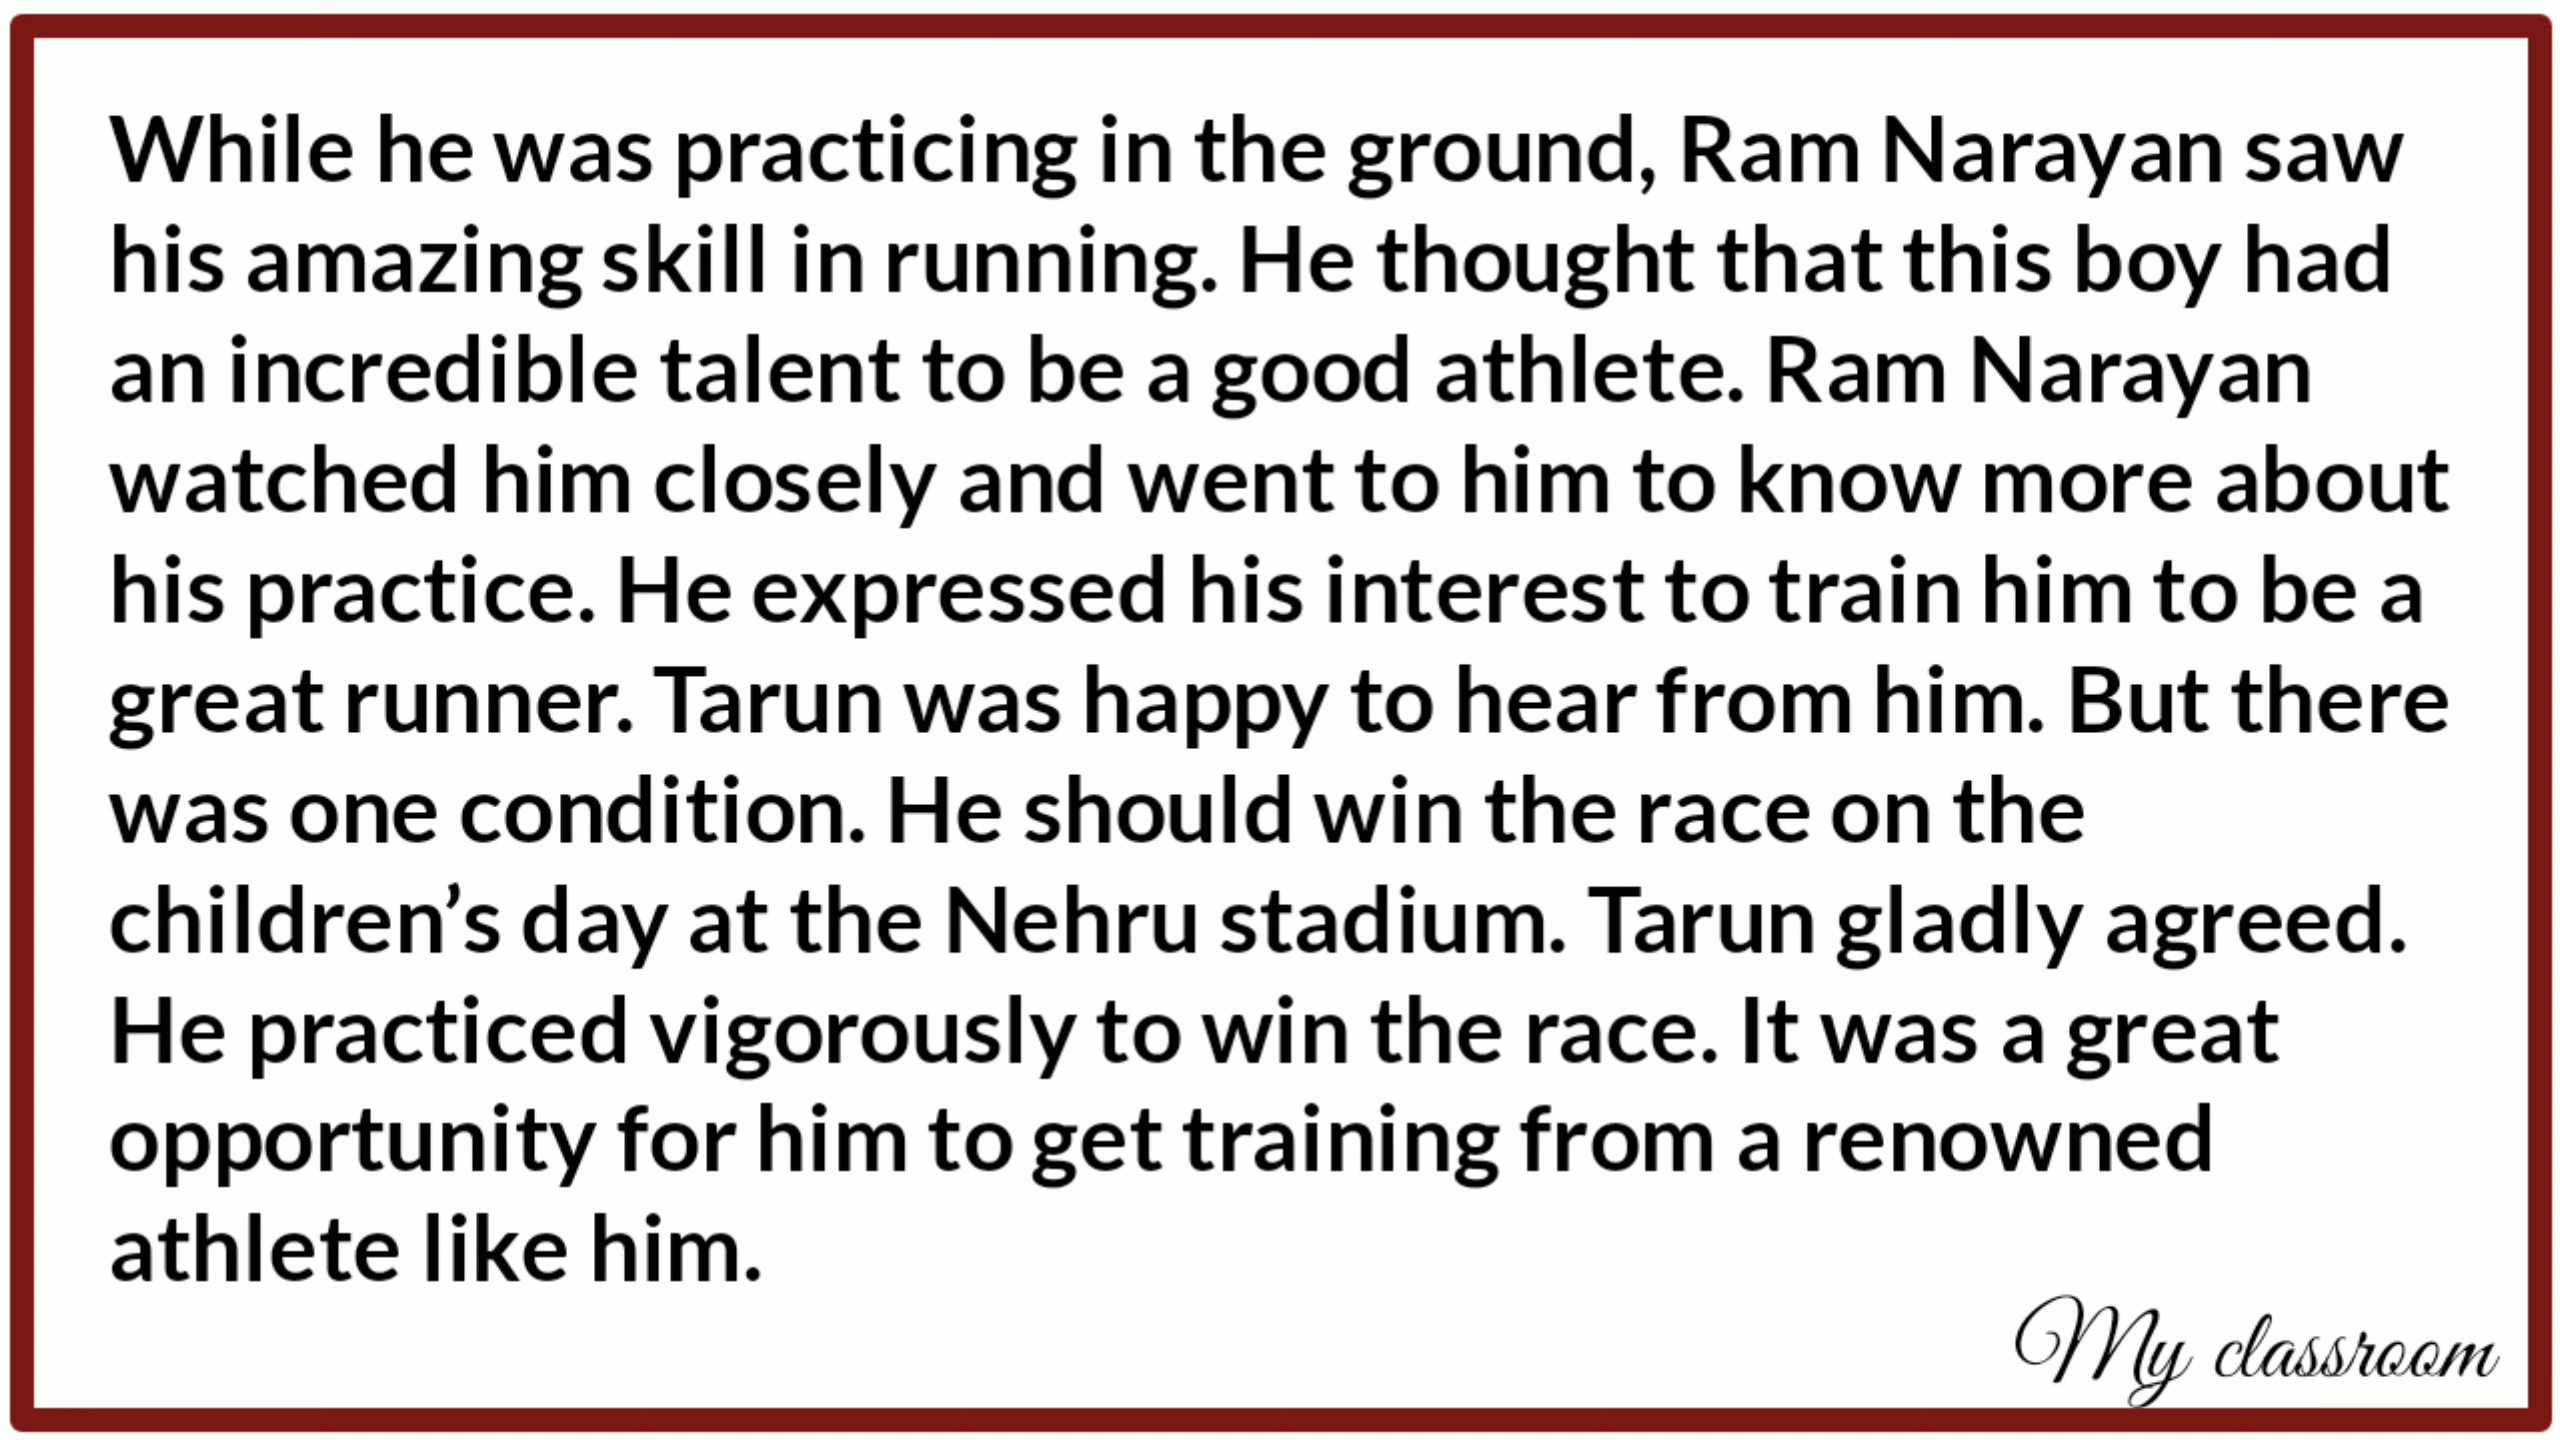 While he was practicing in the ground, Ram Narayan saw
his amazing skill in running. He thought that this boy had
an incredible talent to be a good athlete. Ram Narayan
watched him closely and went to him to know more about
his practice. He expressed his interest to train him to be a
great runner. Tarun was happy to hear from him. But there
was one condition. He should win the race on the
children’s day at the Nehru stadium. Tarun gladly agreed.
He practiced vigorously to win the race. It was a great
opportunity for him to get training from a renowned
athlete like him.
My classroom